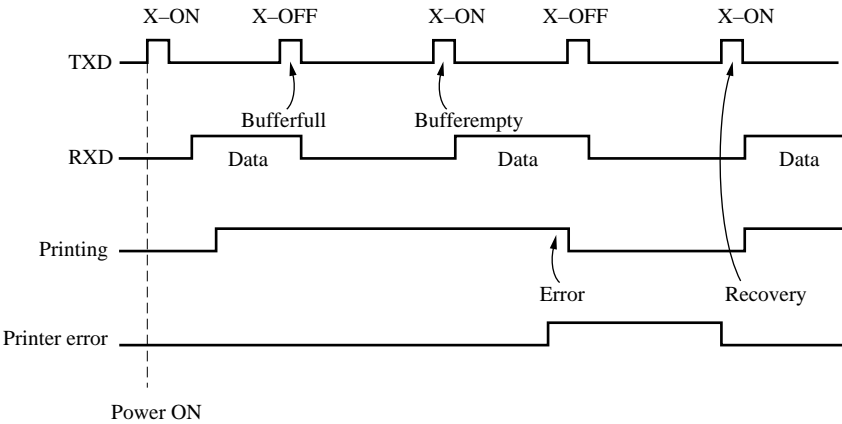 X–ON X–OFF X–ON X–OFF X–ON
TXD
Bufferfull Bufferempty
RXD Data Data Data
Printing
Error Recovery
Printer error
Power ON